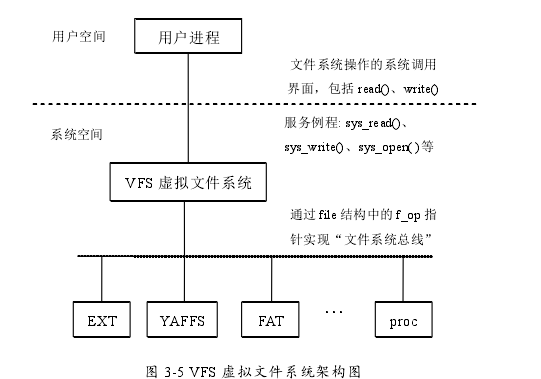 用户空间
用户进程
文件系统操作的系统调用
界面，包括 read()、write()
服务例程: sys_read()、
系统空间
sys_write()、sys_open( ) 等
VFS 虚拟文件系统
通过 file 结构中的 f_op 指
针实现“文件系统总线”
EXT
YAFFS
FAT
...
proc
图 3-5 VFS 虚拟文件系统架构图